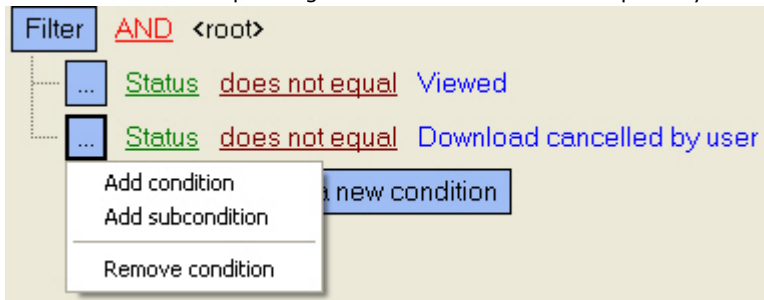 Filter AND <root>
... Status does not equal Viewed
... Status does not equal Download cancelled by user
Add condition
a new condition
Add subcondition
Remove condition